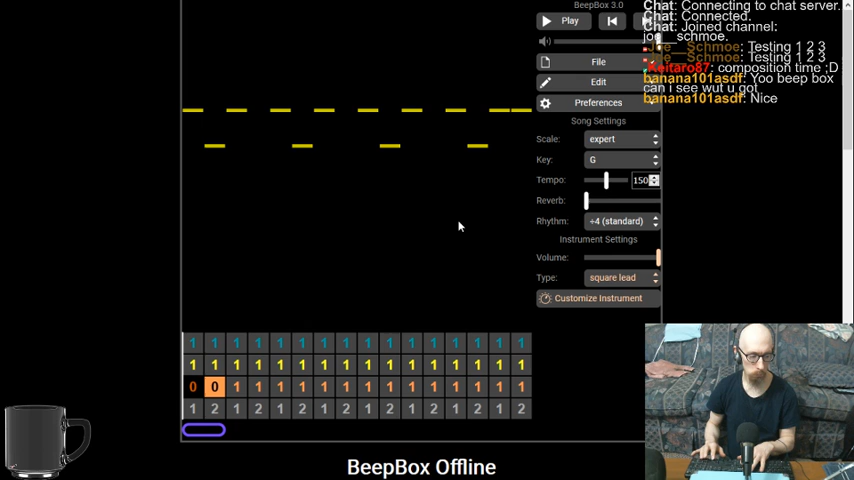 BeepBox 3.0
Play
File
Edit
Preferences
Song Settings
Scale: expert
Key: G
Tempo: 150
Reverb:
Rhythm: ÷4 (standard)
Instrument Settings
Volume:
Type: square lead
Customize Instrument
Chat: Connecting to chat server.
Chat: Connected.
Chat: Joined channel:
joe__schmoe.
Joe__Schmoe: Testing 1 2 3
Joe__Schmoe: Testing 1 2 3
Keitaro87: composition time ;D
banana101asdf: Yoo beep box
can i see wut u got
banana101asdf: Nice
1 1 1 1 1 1 1 1 1 1 1 1 1 1 1 1
1 1 1 1 1 1 1 1 1 1 1 1 1 1 1 1
0 0 1 1 1 1 1 1 1 1 1 1 1 1 1 1
1 2 1 2 1 2 1 2 1 2 1 2 1 2 1 2
BeepBox Offline